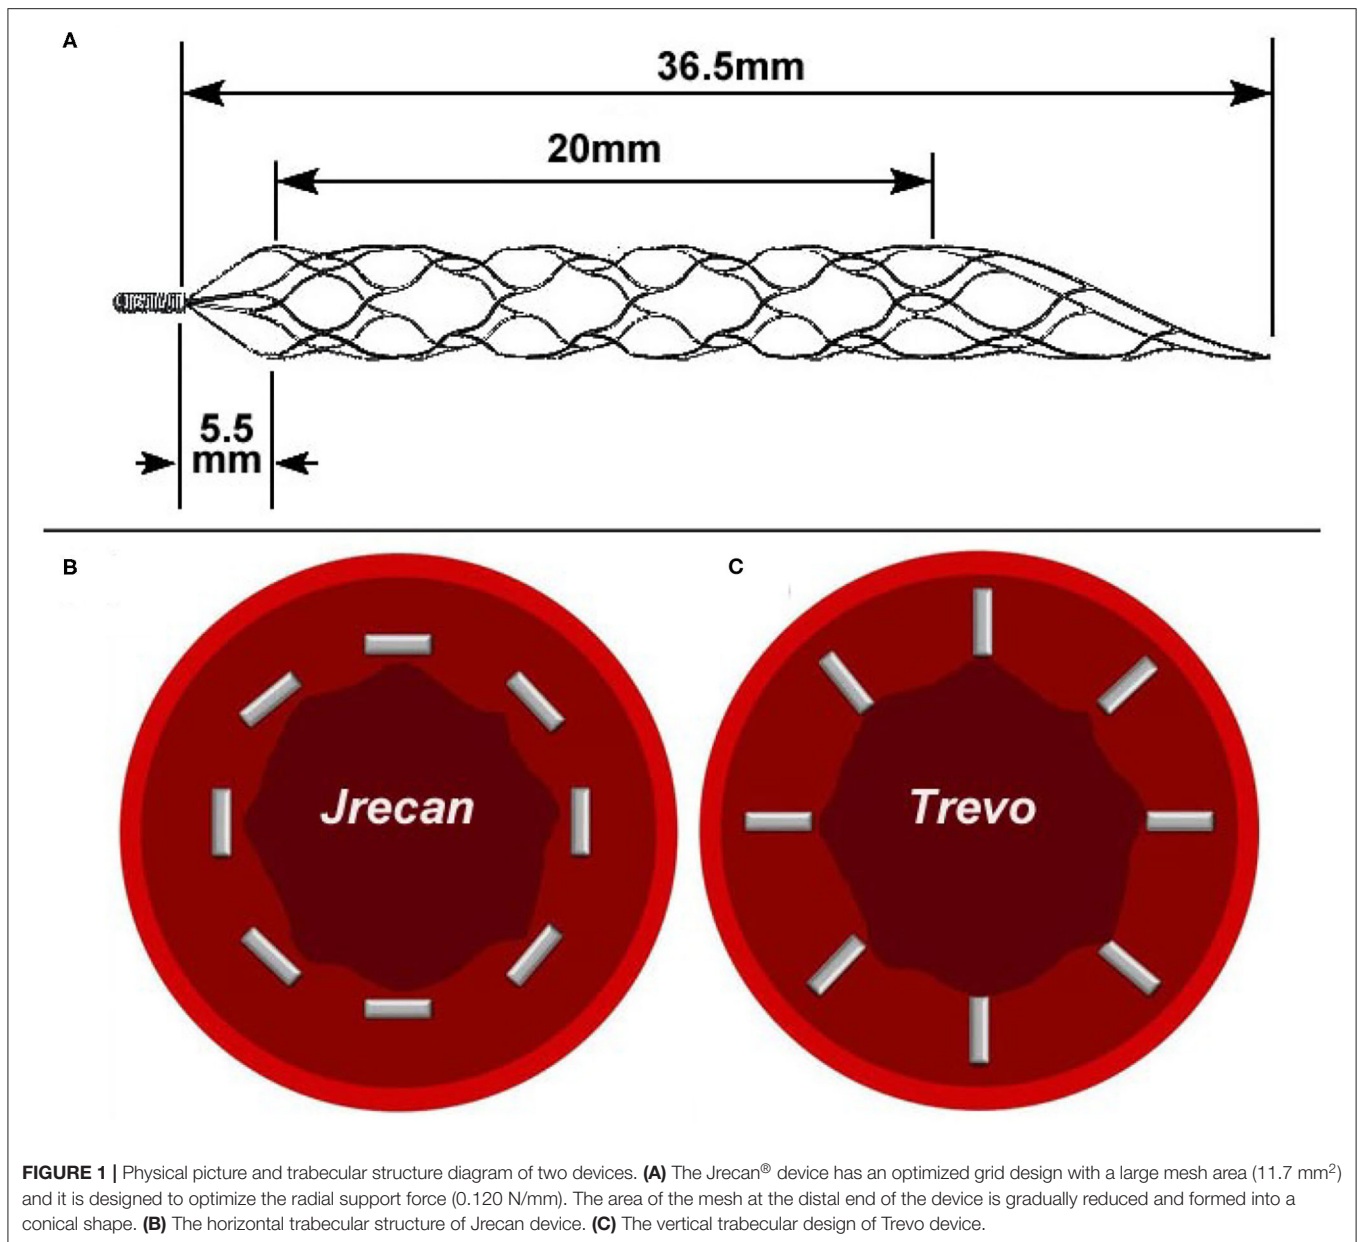 A
36.5mm
20mm
5.5
mm
B
C
Jrecan
Trevo
FIGURE 1 | Physical picture and trabecular structure diagram of two devices. (A) The Jrecan® device has an optimized grid design with a large mesh area (11.7 mm²)
and it is designed to optimize the radial support force (0.120 N/mm). The area of the mesh at the distal end of the device is gradually reduced and formed into a
conical shape. (B) The horizontal trabecular structure of Jrecan device. (C) The vertical trabecular design of Trevo device.